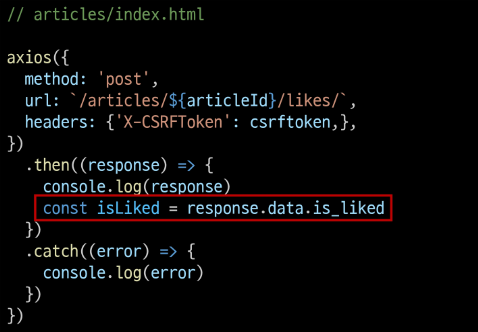 // articles/index.html
axios({
  method: 'post',
  url: `/articles/${articleId}/likes/`,
  headers: {'X-CSRFToken': csrftoken,},
})
  .then((response) => {
    console.log(response)
    const isLiked = response.data.is_liked
  })
  .catch((error) => {
    console.log(error)
  })
})